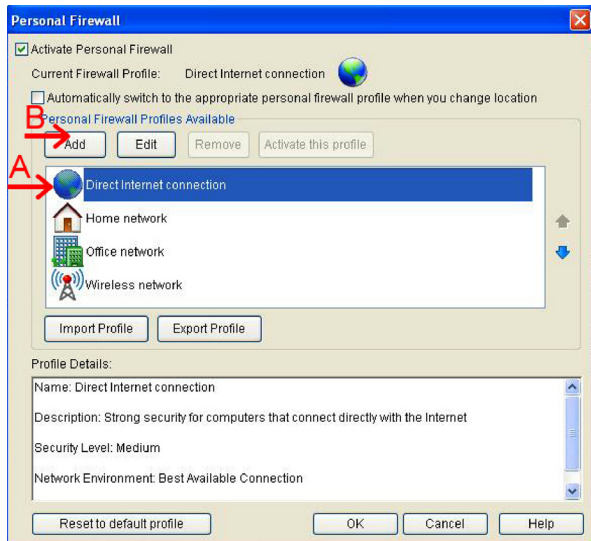 Personal Firewall
Activate Personal Firewall
Current Firewall Profile: Direct Internet connection
Automatically switch to the appropriate personal firewall profile when you change location
B
Personal Firewall Profiles Available
Add Edit Remove Activate this profile
A
Direct Internet connection
Home network
Office network
Wireless network
Import Profile Export Profile
Profile Details:
Name: Direct Internet connection
Description: Strong security for computers that connect directly with the Internet
Security Level: Medium
Network Environment: Best Available Connection
Reset to default profile OK Cancel Help